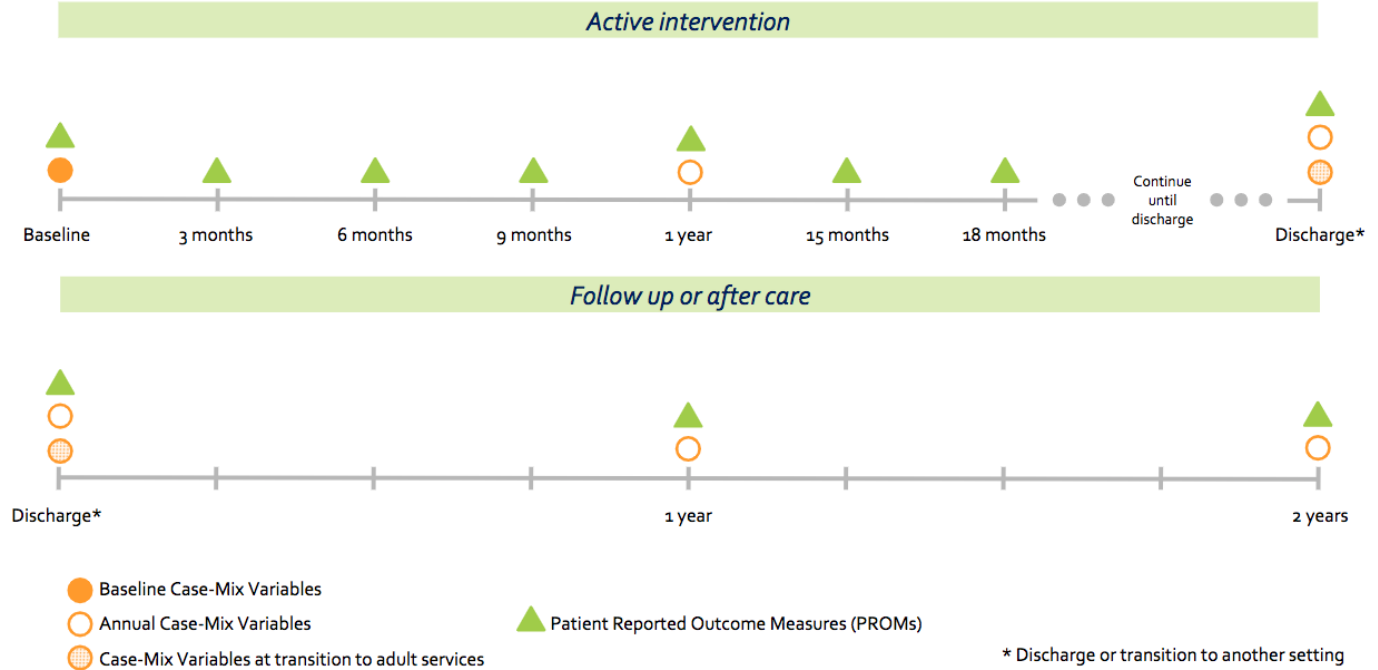 Active intervention
Continue
until
discharge
Baseline
3 months
6 months
9 months
1 year
15 months
18 months
Discharge*
Follow up or after care
Discharge*
1 year
2 years
Baseline Case-Mix Variables
Annual Case-Mix Variables
Patient Reported Outcome Measures (PROMs)
Case-Mix Variables at transition to adult services
* Discharge or transition to another setting